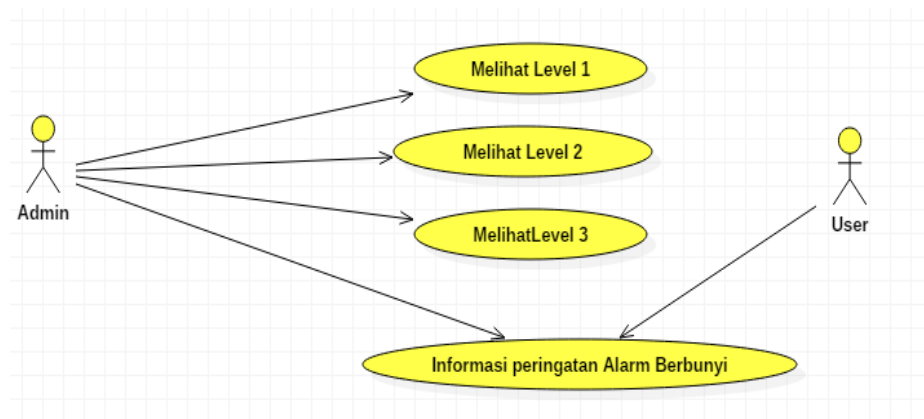 Melihat Level 1
Melihat Level 2
Admin
MelihatLevel 3
User
Informasi peringatan Alarm Berbunyi